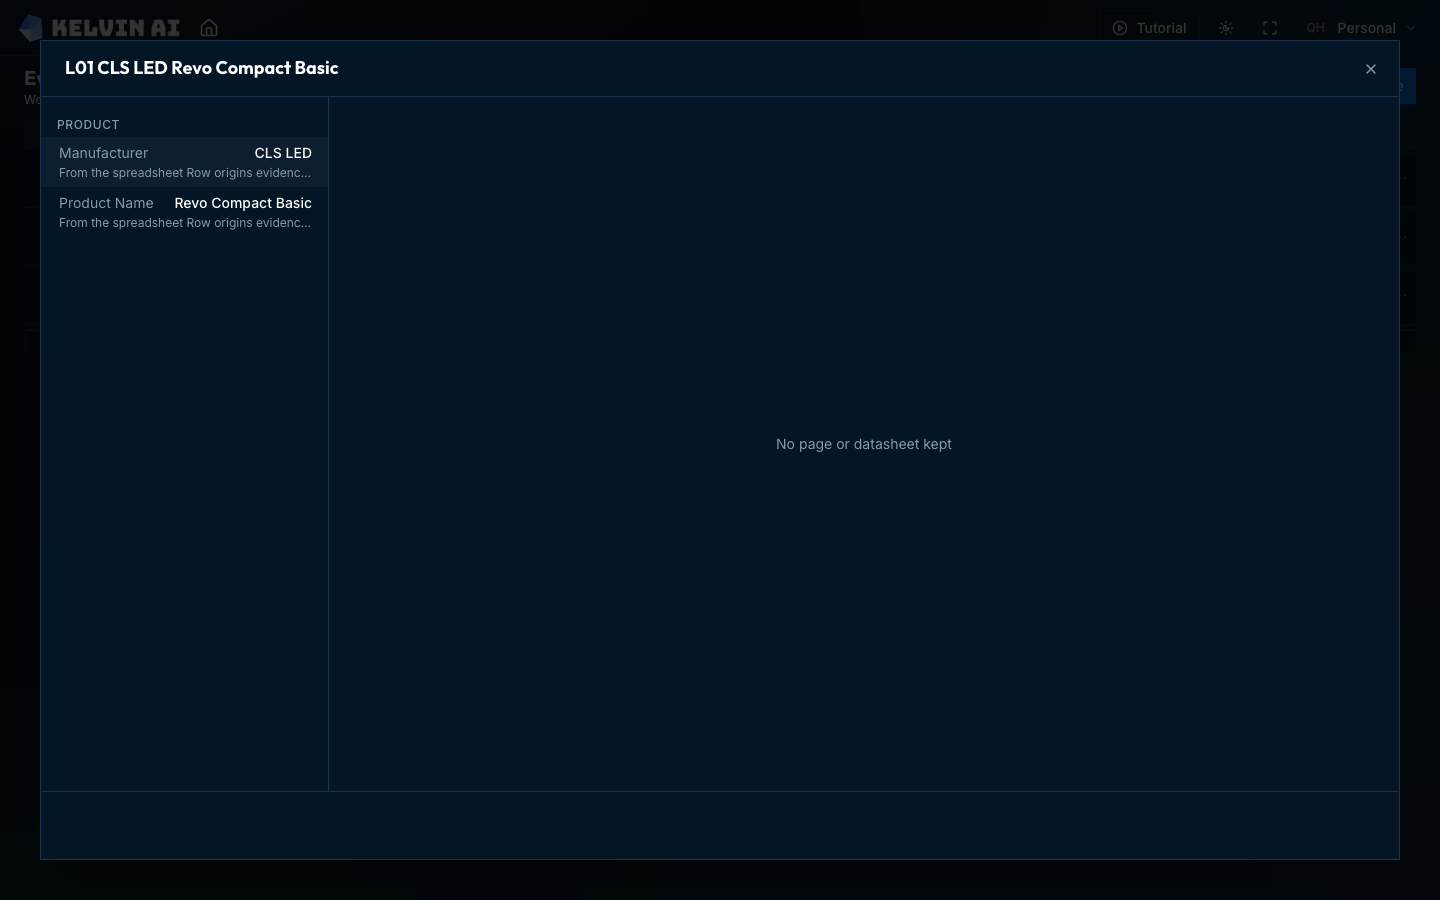 KELVIN AI
Tutorial
QH Personal
L01 CLS LED Revo Compact Basic
PRODUCT
Manufacturer CLS LED
From the spreadsheet Row origins evidenc...
Product Name Revo Compact Basic
From the spreadsheet Row origins evidenc...
No page or datasheet kept